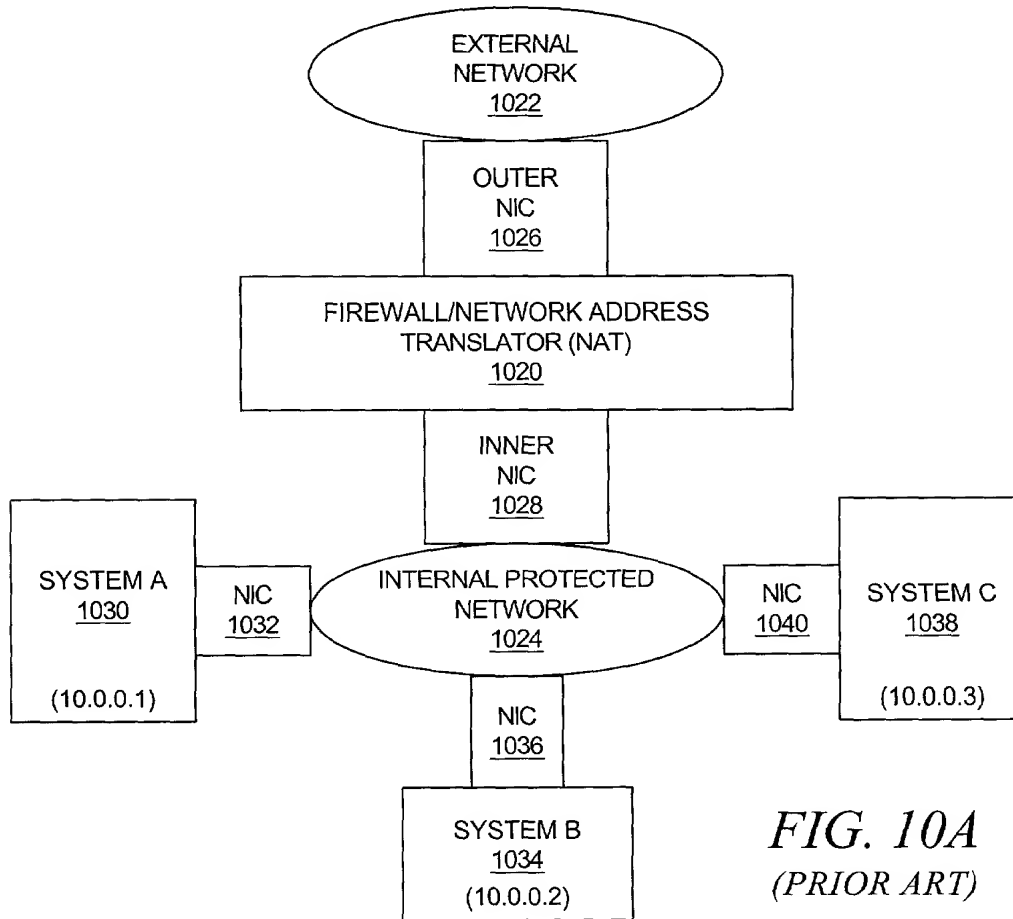 EXTERNAL
NETWORK
1022
OUTER
NIC
1026
FIREWALL/NETWORK ADDRESS
TRANSLATOR (NAT)
1020
INNER
NIC
1028
SYSTEM A
1030
(10.0.0.1)
NIC
1032
INTERNAL PROTECTED
NETWORK
1024
NIC
1040
SYSTEM C
1038
(10.0.0.3)
NIC
1036
SYSTEM B
1034
(10.0.0.2)
FIG. 10A
(PRIOR ART)